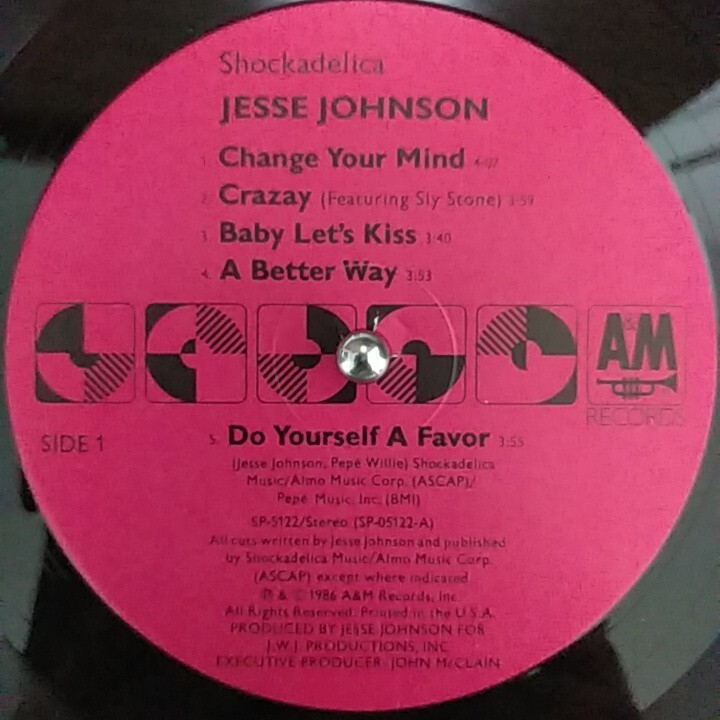 Shockadelica
JESSE JOHNSON
1. Change Your Mind 4:07
2. Crazay (Featuring Sly Stone) 3:59
3. Baby Let's Kiss 3:40
4. A Better Way 3:53
A&M
RECORDS
SIDE 1
5. Do Yourself A Favor 3:55
(Jesse Johnson, Pepé Willie) Shockadelica
Music/Almo Music Corp. (ASCAP)/
Pepé Music, Inc. (BMI)
SP-5122/Stereo (SP-05122-A)
All cuts written by Jesse Johnson and published
by Shockadelica Music/Almo Music Corp.
(ASCAP) except where indicated.
℗ & © 1986 A&M Records, Inc.
All Rights Reserved. Printed in the U.S.A.
PRODUCED BY JESSE JOHNSON FOR
J.W.J. PRODUCTIONS, INC.
EXECUTIVE PRODUCER: JOHN McCLAIN